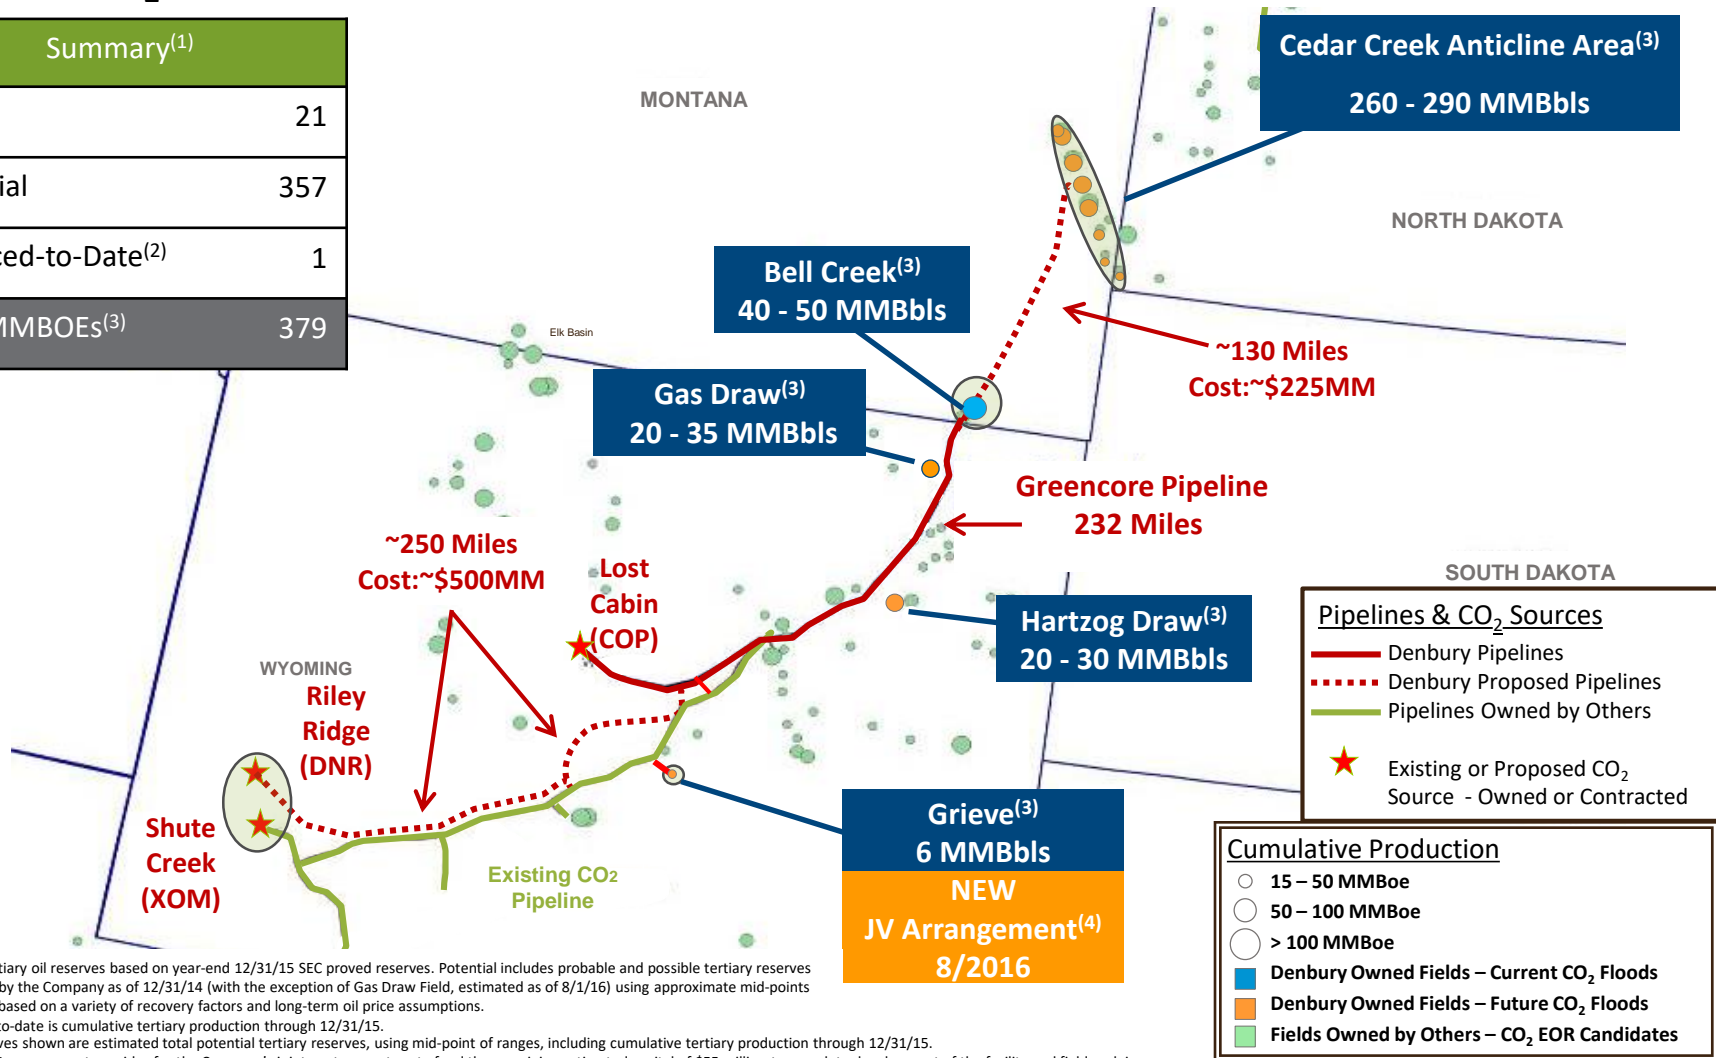 Summary(1)
21
ial 357
ced-to-Date(2) 1
MMBOEs(3) 379
MONTANA
Cedar Creek Anticline Area(3)
260 - 290 MMBbls
NORTH DAKOTA
Bell Creek(3)
40 - 50 MMBbls
Elk Basin
~130 Miles
Cost:~$225MM
Gas Draw(3)
20 - 35 MMBbls
Greencore Pipeline
232 Miles
~250 Miles
Cost:~$500MM
Lost
Cabin
(COP)
SOUTH DAKOTA
Hartzog Draw(3)
20 - 30 MMBbls
WYOMING
Riley
Ridge
(DNR)
Shute
Creek
(XOM)
Existing CO2
Pipeline
Grieve(3)
6 MMBbls
NEW
JV Arrangement(4)
8/2016
Pipelines & CO2 Sources
Denbury Pipelines
Denbury Proposed Pipelines
Pipelines Owned by Others
Existing or Proposed CO2
Source - Owned or Contracted
Cumulative Production
15 – 50 MMBoe
50 – 100 MMBoe
> 100 MMBoe
Denbury Owned Fields – Current CO2 Floods
Denbury Owned Fields – Future CO2 Floods
Fields Owned by Others – CO2 EOR Candidates
tiary oil reserves based on year-end 12/31/15 SEC proved reserves. Potential includes probable and possible tertiary reserves
by the Company as of 12/31/14 (with the exception of Gas Draw Field, estimated as of 8/1/16) using approximate mid-points
based on a variety of recovery factors and long-term oil price assumptions.
to-date is cumulative tertiary production through 12/31/15.
ves shown are estimated total potential tertiary reserves, using mid-point of ranges, including cumulative tertiary production through 12/31/15.